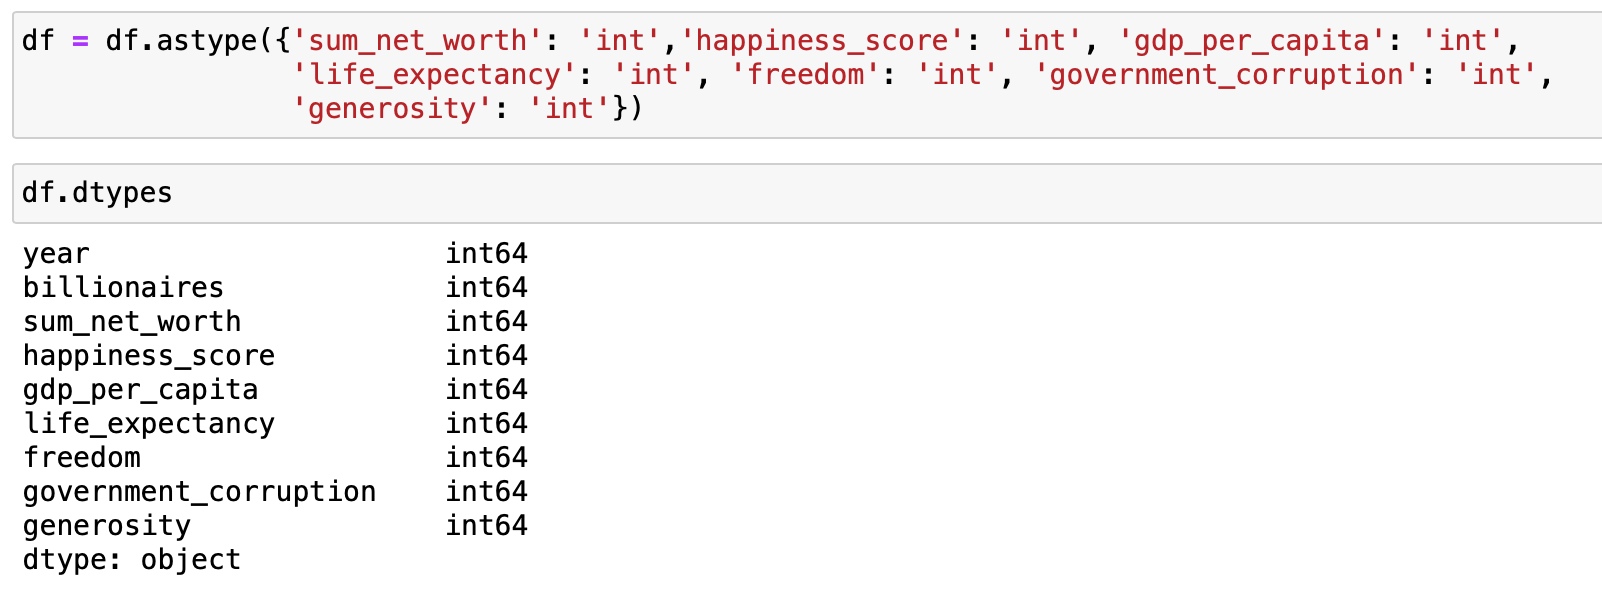 df = df.astype({'sum_net_worth': 'int','happiness_score': 'int', 'gdp_per_capita': 'int',
'life_expectancy': 'int', 'freedom': 'int', 'government_corruption': 'int',
'generosity': 'int'})
df.dtypes
year int64
billionaires int64
sum_net_worth int64
happiness_score int64
gdp_per_capita int64
life_expectancy int64
freedom int64
government_corruption int64
generosity int64
dtype: object